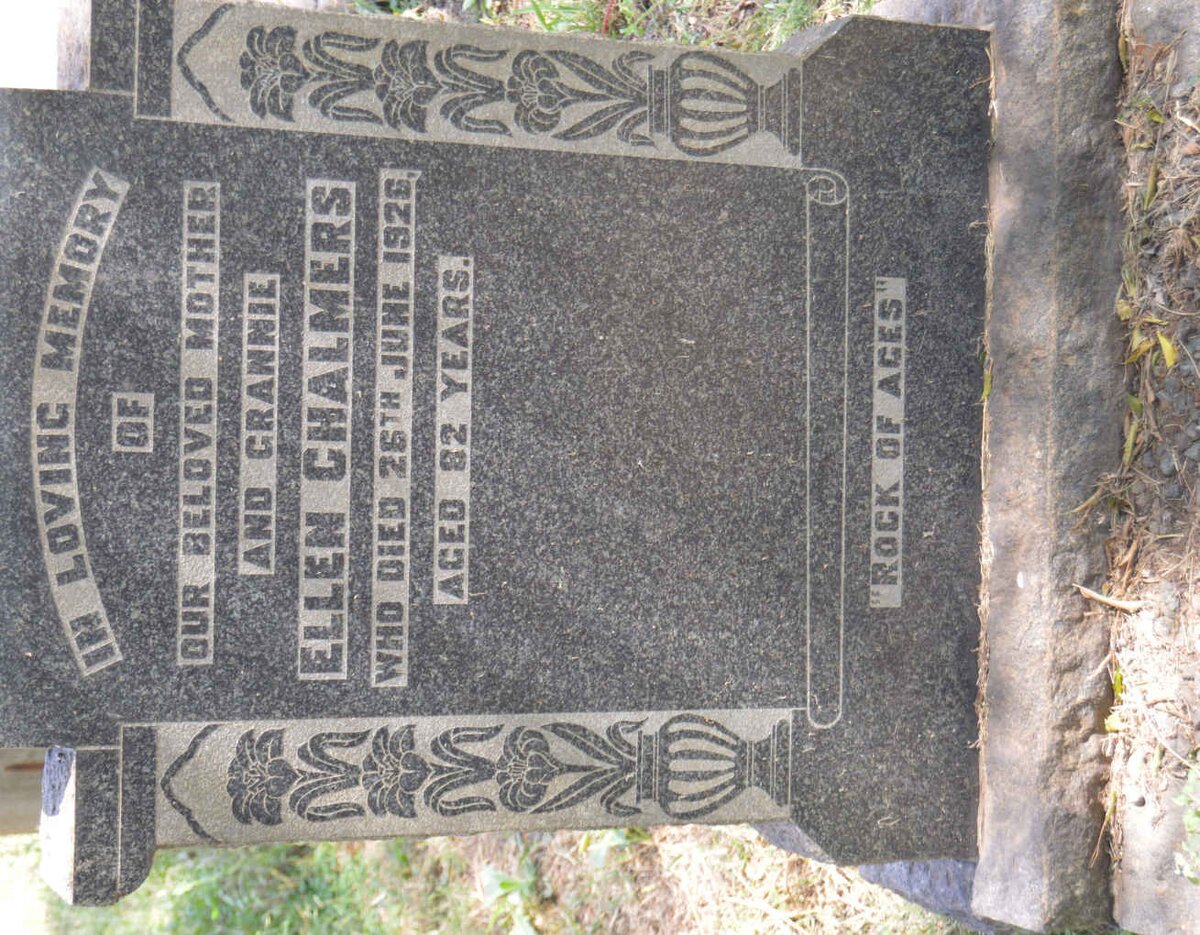 IN LOVING MEMORY
OF
OUR BELOVED MOTHER
AND GRANNIE
ELLEN CHALMERS
WHO DIED 26TH JUNE 1926,
AGED 82 YEARS.
"ROCK OF AGES"